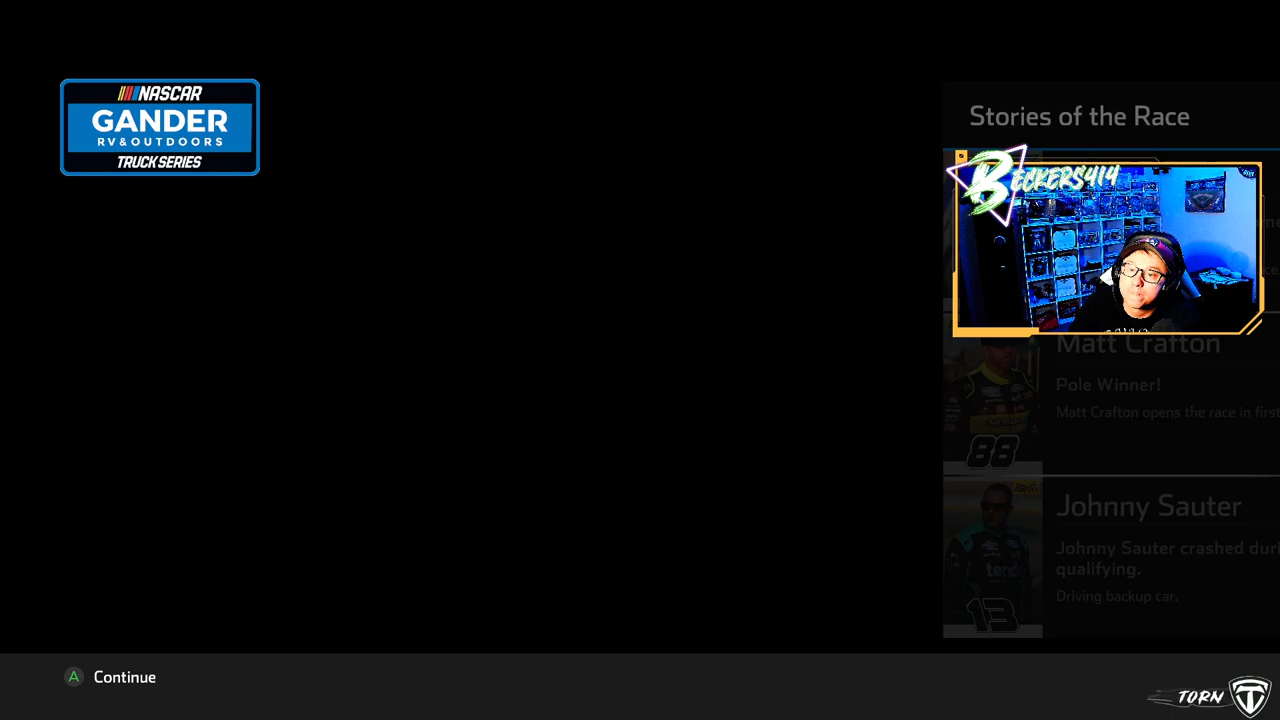 NASCAR
GANDER
RV & OUTDOORS
TRUCK SERIES
Stories of the Race
BECKERS414
Matt Crafton
Pole Winner!
Matt Crafton opens the race in first
88
Johnny Sauter
Johnny Sauter crashed duri
qualifying.
Driving backup car.
13
A Continue
TORN